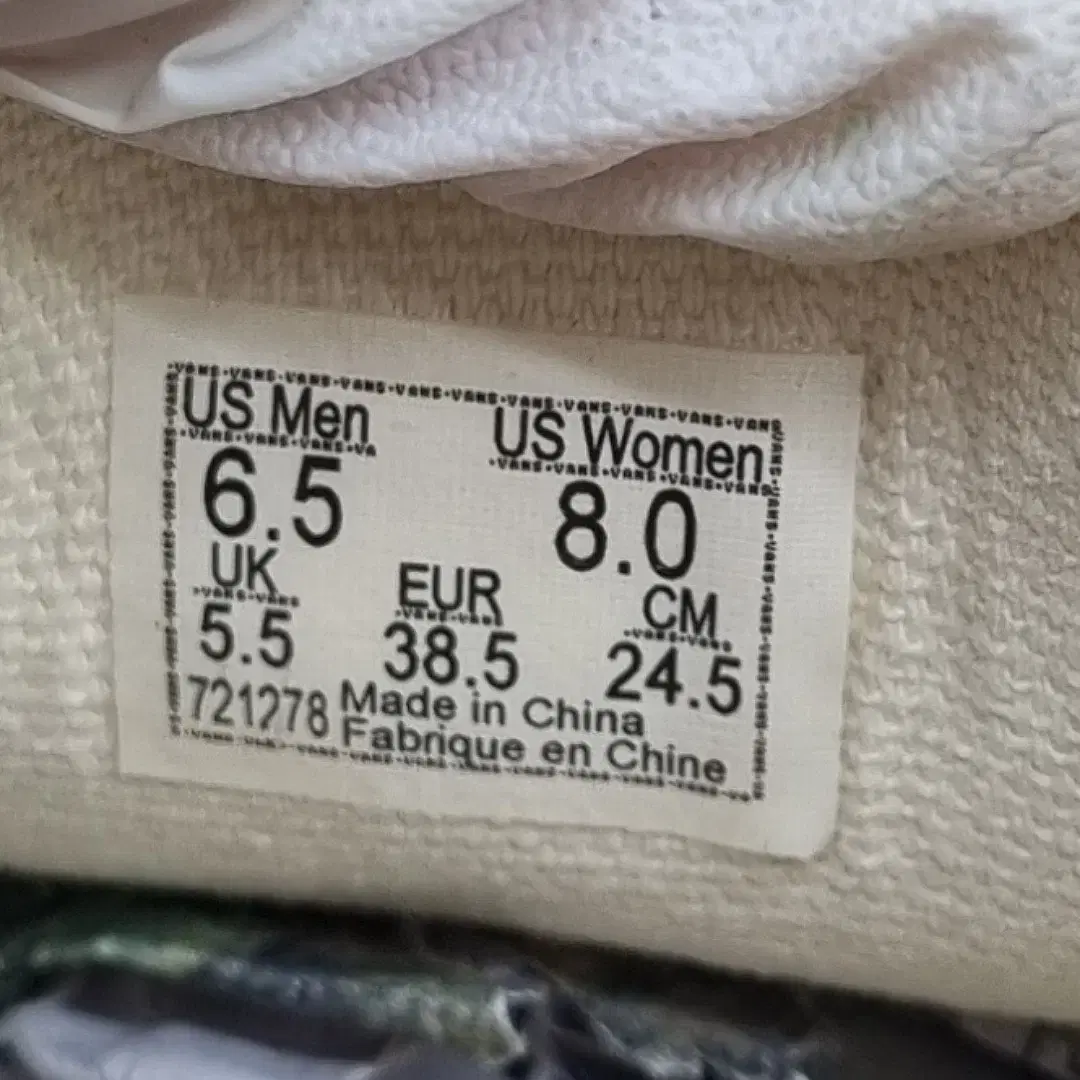 US Men US Women
6.5 8.0
UK EUR CM
5.5 38.5 24.5
721278 Made in China
Fabrique en Chine